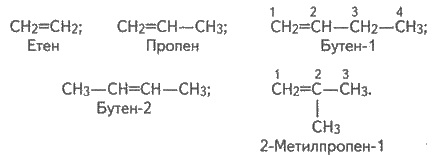 1 2 3 4
CH₂=CH₂; CH₂=CH—CH₃; CH₂=CH—CH₂—CH₃;
Етен Пропен Бутен-1
1 2 3
CH₃—CH=CH—CH₃; CH₂=C—CH₃.
Бутен-2
CH₃
2-Метилпропен-1